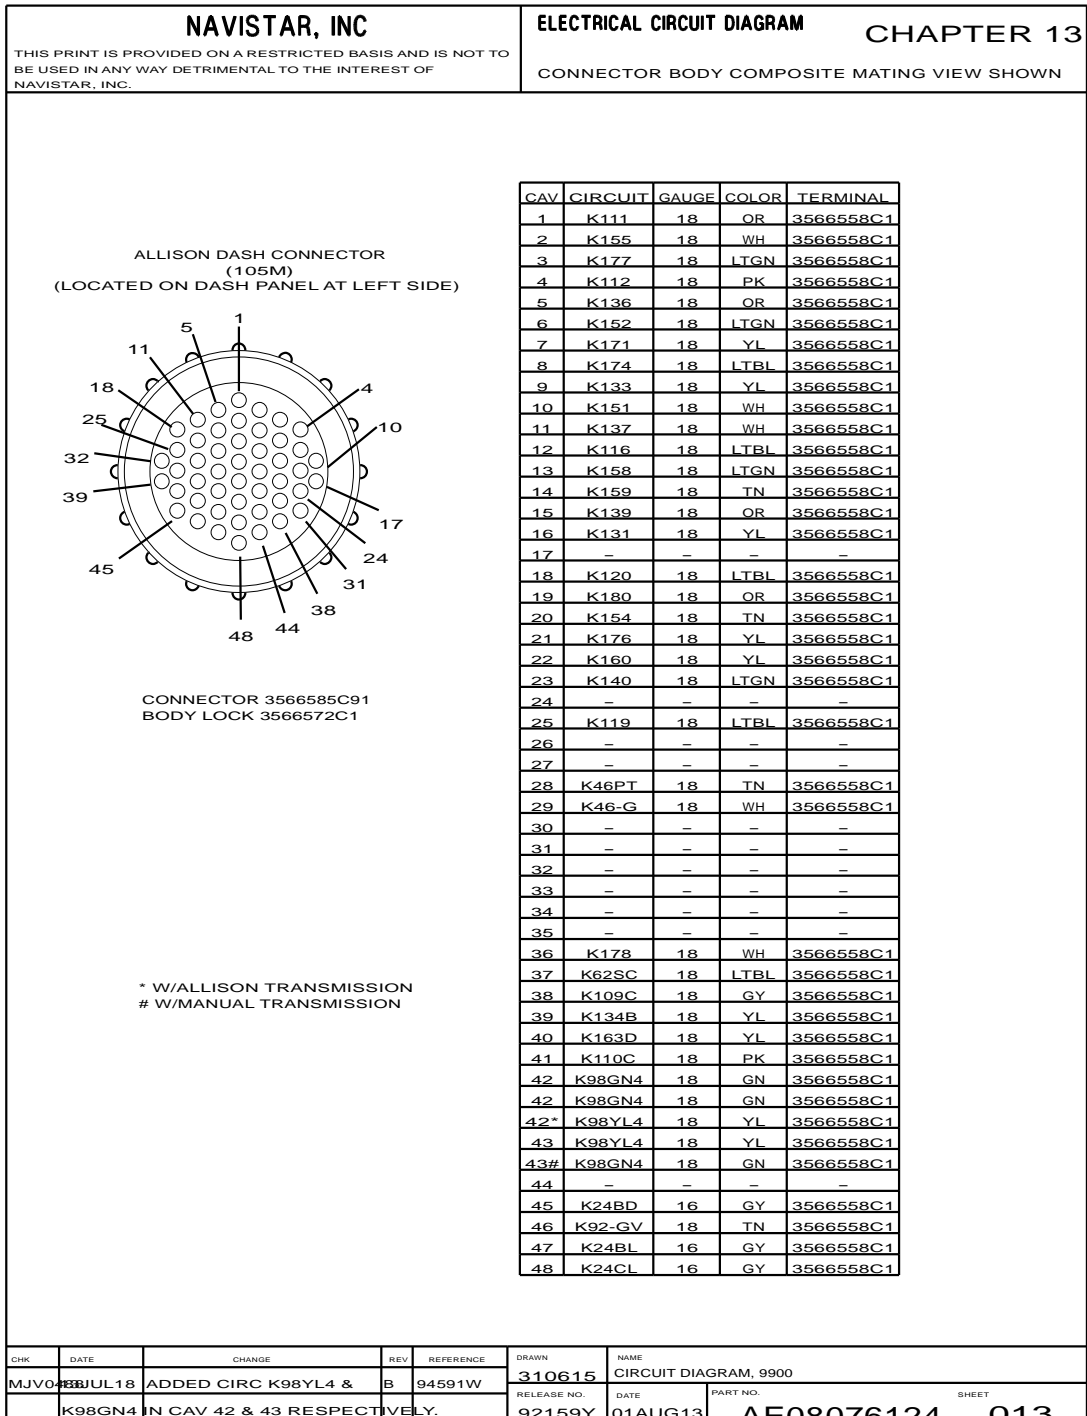 NAVISTAR, INC
THIS PRINT IS PROVIDED ON A RESTRICTED BASIS AND IS NOT TO
BE USED IN ANY WAY DETRIMENTAL TO THE INTEREST OF
NAVISTAR, INC.
ELECTRICAL CIRCUIT DIAGRAM
CHAPTER 13
CONNECTOR BODY COMPOSITE MATING VIEW SHOWN
ALLISON DASH CONNECTOR
(105M)
(LOCATED ON DASH PANEL AT LEFT SIDE)
1
5
11
18
4
25
10
32
39
17
24
45
31
38
44
48
CONNECTOR 3566585C91
BODY LOCK 3566572C1
* W/ALLISON TRANSMISSION
# W/MANUAL TRANSMISSION
CAV CIRCUIT GAUGE COLOR TERMINAL
1 K111 18 OR 3566558C1
2 K155 18 WH 3566558C1
3 K177 18 LTGN 3566558C1
4 K112 18 PK 3566558C1
5 K136 18 OR 3566558C1
6 K152 18 LTGN 3566558C1
7 K171 18 YL 3566558C1
8 K174 18 LTBL 3566558C1
9 K133 18 YL 3566558C1
10 K151 18 WH 3566558C1
11 K137 18 WH 3566558C1
12 K116 18 LTBL 3566558C1
13 K158 18 LTGN 3566558C1
14 K159 18 TN 3566558C1
15 K139 18 OR 3566558C1
16 K131 18 YL 3566558C1
17 – – – –
18 K120 18 LTBL 3566558C1
19 K180 18 OR 3566558C1
20 K154 18 TN 3566558C1
21 K176 18 YL 3566558C1
22 K160 18 YL 3566558C1
23 K140 18 LTGN 3566558C1
24 – – – –
25 K119 18 LTBL 3566558C1
26 – – – –
27 – – – –
28 K46PT 18 TN 3566558C1
29 K46-G 18 WH 3566558C1
30 – – – –
31 – – – –
32 – – – –
33 – – – –
34 – – – –
35 – – – –
36 K178 18 WH 3566558C1
37 K62SC 18 LTBL 3566558C1
38 K109C 18 GY 3566558C1
39 K134B 18 YL 3566558C1
40 K163D 18 YL 3566558C1
41 K110C 18 PK 3566558C1
42 K98GN4 18 GN 3566558C1
42 K98GN4 18 GN 3566558C1
42* K98YL4 18 YL 3566558C1
43 K98YL4 18 YL 3566558C1
43# K98GN4 18 GN 3566558C1
44 – – – –
45 K24BD 16 GY 3566558C1
46 K92-GV 18 TN 3566558C1
47 K24BL 16 GY 3566558C1
48 K24CL 16 GY 3566558C1
CHK DATE CHANGE REV REFERENCE
ADDED CIRC K98YL4 & B 94591W
K98GN4 IN CAV 42 & 43 RESPECTIVELY.
DRAWN
310615
NAME
CIRCUIT DIAGRAM, 9900
RELEASE NO.
92159Y
DATE
01AUG13
PART NO.
AE08076124
SHEET
013